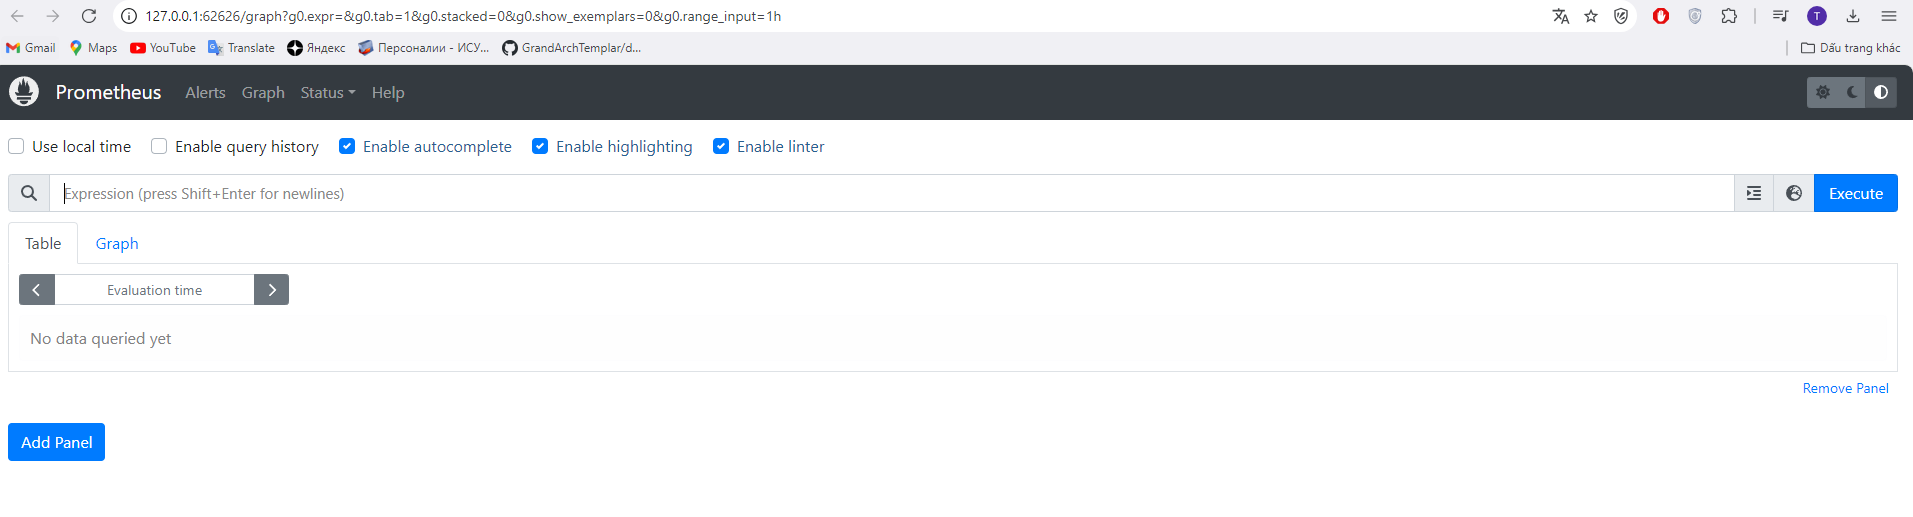 127.0.0.1:62626/graph?g0.expr=&g0.tab=1&g0.stacked=0&g0.show_exemplars=0&g0.range_input=1h
T
Gmail Maps YouTube Translate Яндекс Персоналии - ИСУ... GrandArchTemplar/d... Dấu trang khác
Prometheus Alerts Graph Status Help
Use local time Enable query history Enable autocomplete Enable highlighting Enable linter
Expression (press Shift+Enter for newlines) Execute
Table Graph
Evaluation time
No data queried yet
Remove Panel
Add Panel